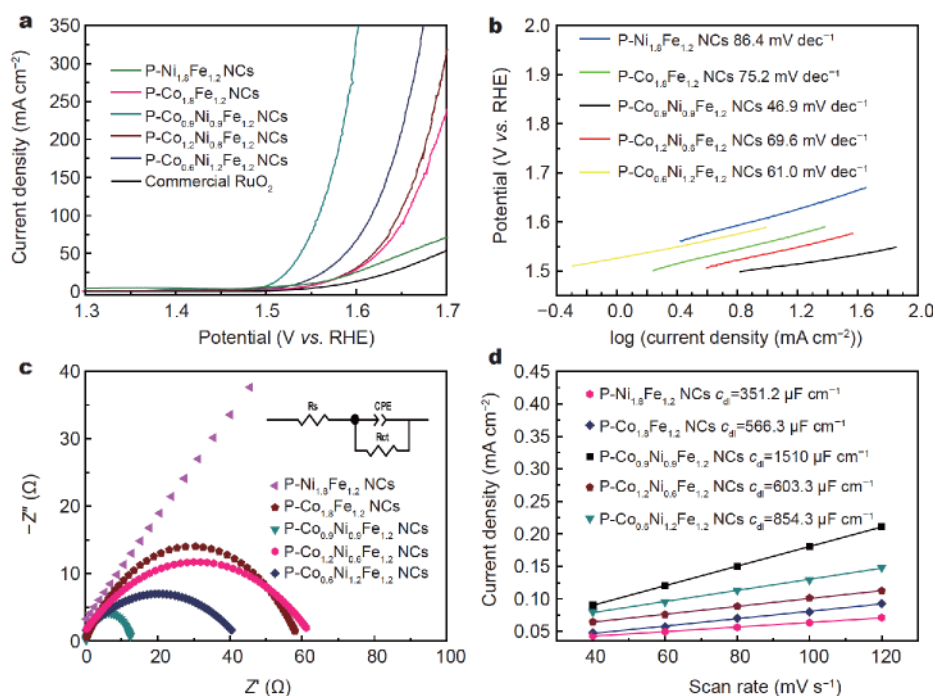 a
350
300
250
200
150
100
50
0
1.3 1.4 1.5 1.6 1.7
Current density (mA cm⁻²)
Potential (V vs. RHE)
P-Ni₁.₈Fe₁.₂ NCs
P-Co₁.₈Fe₁.₂ NCs
P-Co₀.₉Ni₀.₉Fe₁.₂ NCs
P-Co₁.₂Ni₀.₆Fe₁.₂ NCs
P-Co₀.₆Ni₁.₂Fe₁.₂ NCs
Commercial RuO₂
b
2.0
1.9
1.8
1.7
1.6
1.5
−0.4 0.0 0.4 0.8 1.2 1.6 2.0
Potential (V vs. RHE)
log (current density (mA cm⁻²))
P-Ni₁.₈Fe₁.₂ NCs 86.4 mV dec⁻¹
P-Co₁.₈Fe₁.₂ NCs 75.2 mV dec⁻¹
P-Co₀.₉Ni₀.₉Fe₁.₂ NCs 46.9 mV dec⁻¹
P-Co₁.₂Ni₀.₆Fe₁.₂ NCs 69.6 mV dec⁻¹
P-Co₀.₆Ni₁.₂Fe₁.₂ NCs 61.0 mV dec⁻¹
c
40
30
20
10
0
0 20 40 60 80 100
−Z″ (Ω)
Z′ (Ω)
Rs
CPE
Rct
P-Ni₁.₈Fe₁.₂ NCs
P-Co₁.₈Fe₁.₂ NCs
P-Co₀.₉Ni₀.₉Fe₁.₂ NCs
P-Co₁.₂Ni₀.₆Fe₁.₂ NCs
P-Co₀.₆Ni₁.₂Fe₁.₂ NCs
d
0.45
0.40
0.35
0.30
0.25
0.20
0.15
0.10
0.05
40 60 80 100 120
Current density (mA cm⁻²)
Scan rate (mV s⁻¹)
P-Ni₁.₈Fe₁.₂ NCs c_dl=351.2 μF cm⁻¹
P-Co₁.₈Fe₁.₂ NCs c_dl=566.3 μF cm⁻¹
P-Co₀.₉Ni₀.₉Fe₁.₂ NCs c_dl=1510 μF cm⁻¹
P-Co₁.₂Ni₀.₆Fe₁.₂ NCs c_dl=603.3 μF cm⁻¹
P-Co₀.₆Ni₁.₂Fe₁.₂ NCs c_dl=854.3 μF cm⁻¹